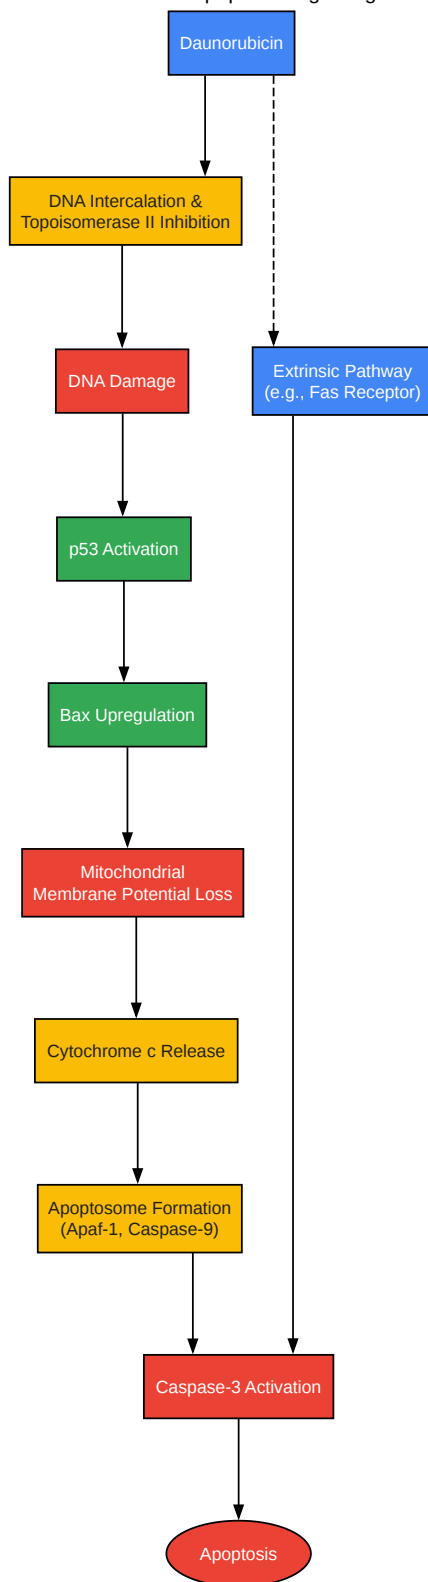 Daunorubicin
DNA Intercalation &
Topoisomerase II Inhibition
DNA Damage
Extrinsic Pathway
(e.g., Fas Receptor)
p53 Activation
Bax Upregulation
Mitochondrial
Membrane Potential Loss
Cytochrome c Release
Apoptosome Formation
(Apaf-1, Caspase-9)
Caspase-3 Activation
Apoptosis